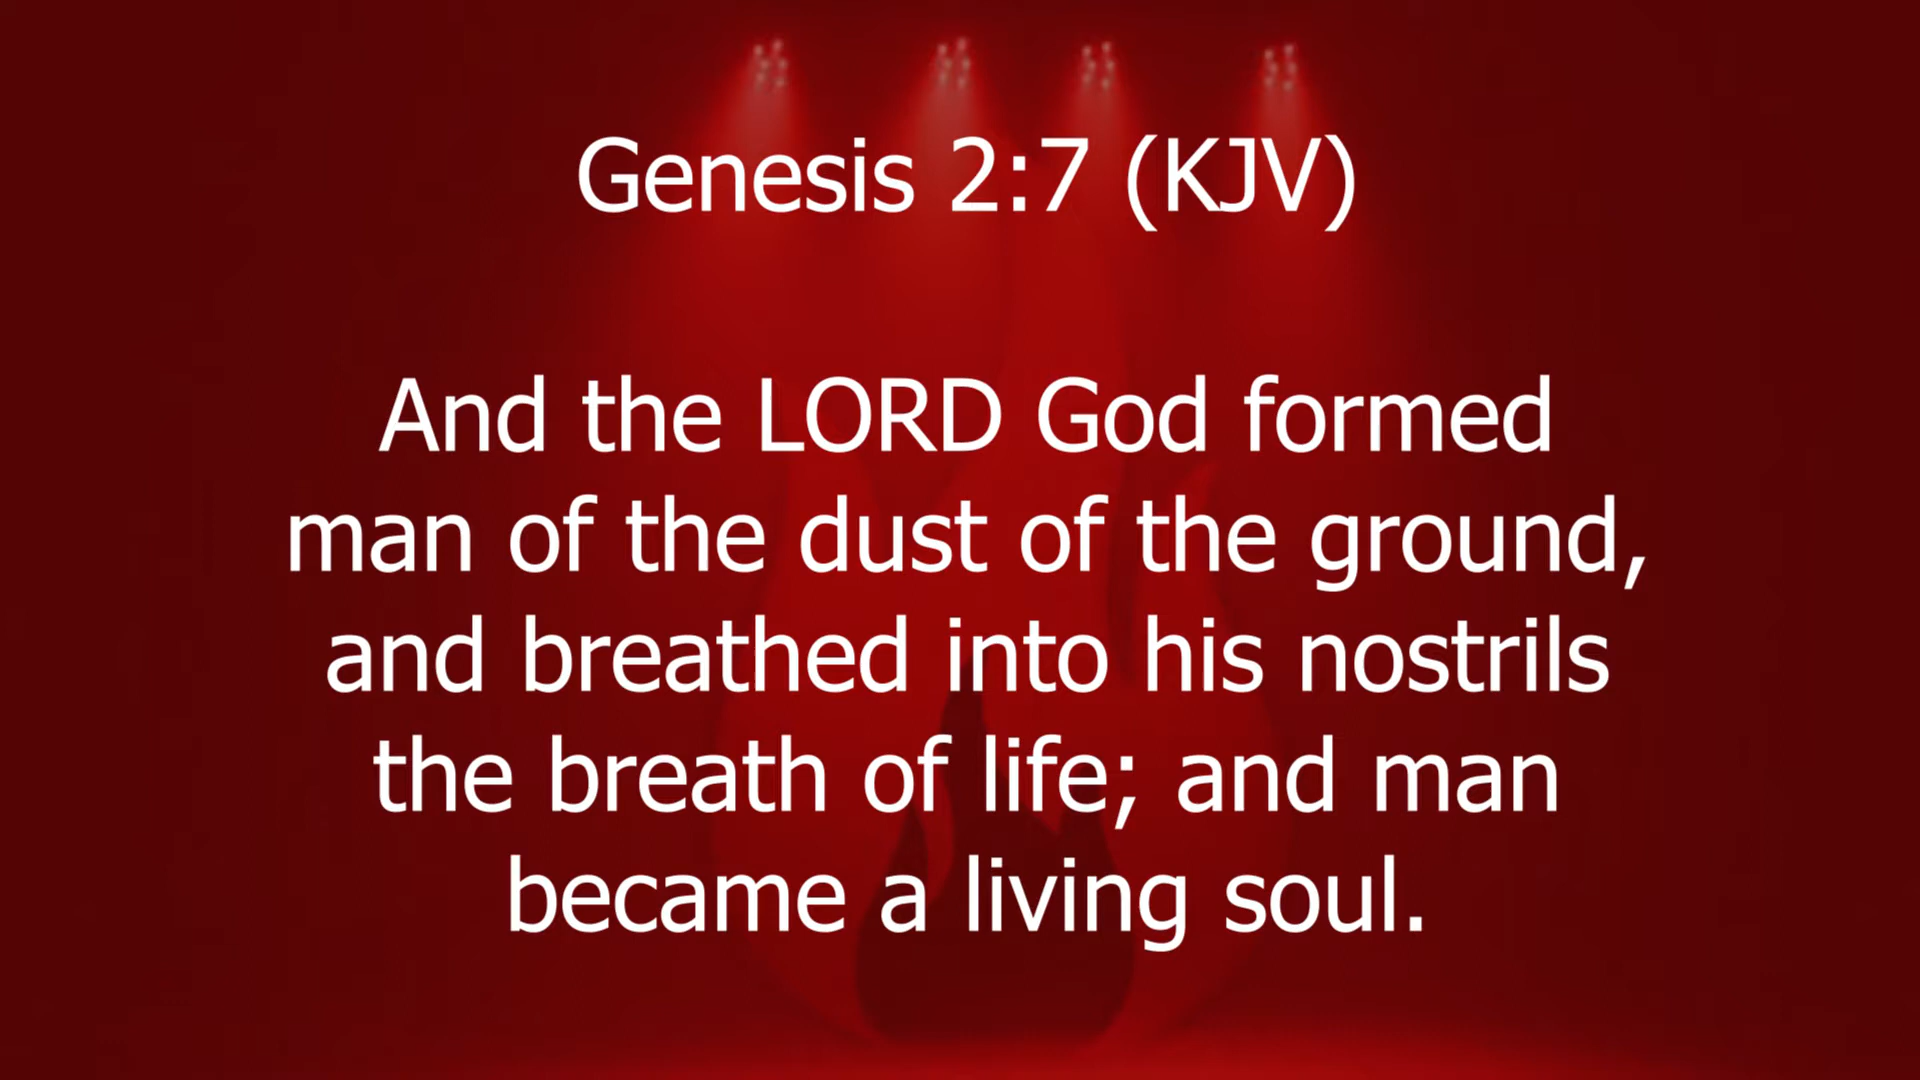 Genesis 2:7 (KJV)
And the LORD God formed
man of the dust of the ground,
and breathed into his nostrils
the breath of life; and man
became a living soul.